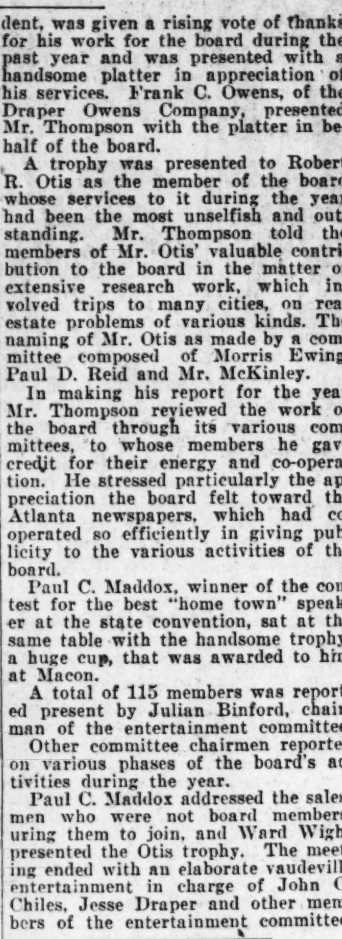 dent, was given a rising vote of thanks
for his work for the board during the
past year and was presented with a
handsome platter in appreciation of
his services. Frank C. Owens, of the
Draper Owens Company, presented
Mr. Thompson with the platter in be-
half of the board.
A trophy was presented to Robert
R. Otis as the member of the board
whose services to it during the year
had been the most unselfish and out
standing. Mr. Thompson told the
members of Mr. Otis' valuable contri
bution to the board in the matter o
extensive research work, which in
volved trips to many cities, on rea
estate problems of various kinds. Th
naming of Mr. Otis as made by a com
mittee composed of Morris Ewing
Paul D. Reid and Mr. McKinley.
In making his report for the yea
Mr. Thompson reviewed the work o
the board through its various com
mittees, to whose members he gav
credit for their energy and co-opera
tion. He stressed particularly the ap
preciation the board felt toward th
Atlanta newspapers, which had co
operated so efficiently in giving pub
licity to the various activities of th
board.
Paul C. Maddox, winner of the con
test for the best "home town" speak
er at the state convention, sat at th
same table with the handsome trophy
a huge cup, that was awarded to him
at Macon.
A total of 115 members was report
ed present by Julian Binford, chair
man of the entertainment committee
Other committee chairmen reporte
on various phases of the board's ac
tivities during the year.
Paul C. Maddox addressed the sales
men who were not board members
uring them to join, and Ward Wigh
presented the Otis trophy. The meet
ing ended with an elaborate vaudevill
entertainment in charge of John C
Chiles, Jesse Draper and other mem
bers of the entertainment committee